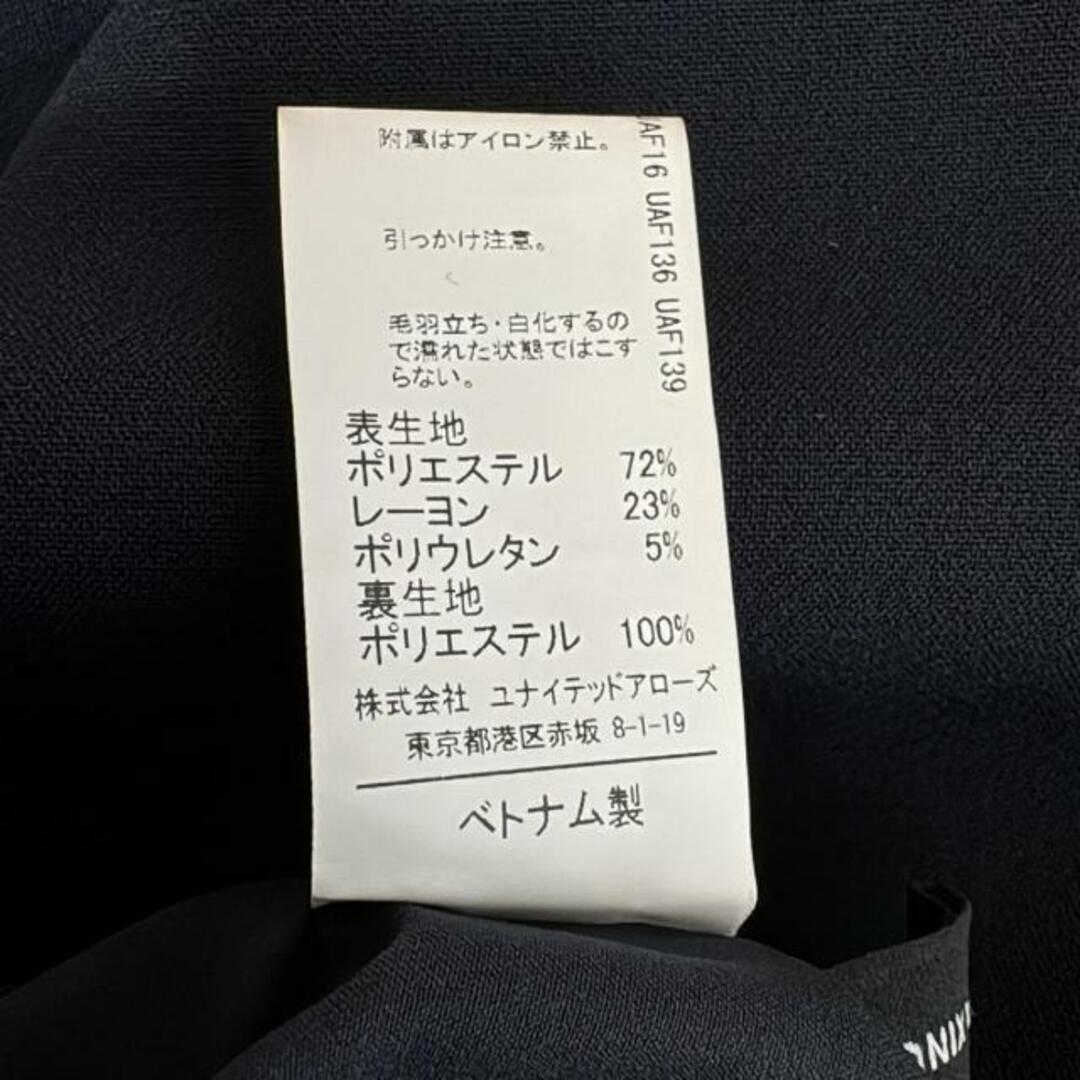 附属はアイロン禁止。
引っかけ注意。
毛羽立ち・白化するの
で濡れた状態ではこす
らない。
表生地
ポリエステル 72%
レーヨン 23%
ポリウレタン 5%
裏生地
ポリエステル 100%
株式会社 ユナイテッドアローズ
東京都港区赤坂 8-1-19
ベトナム製
UAF16 UAF136 UAF139